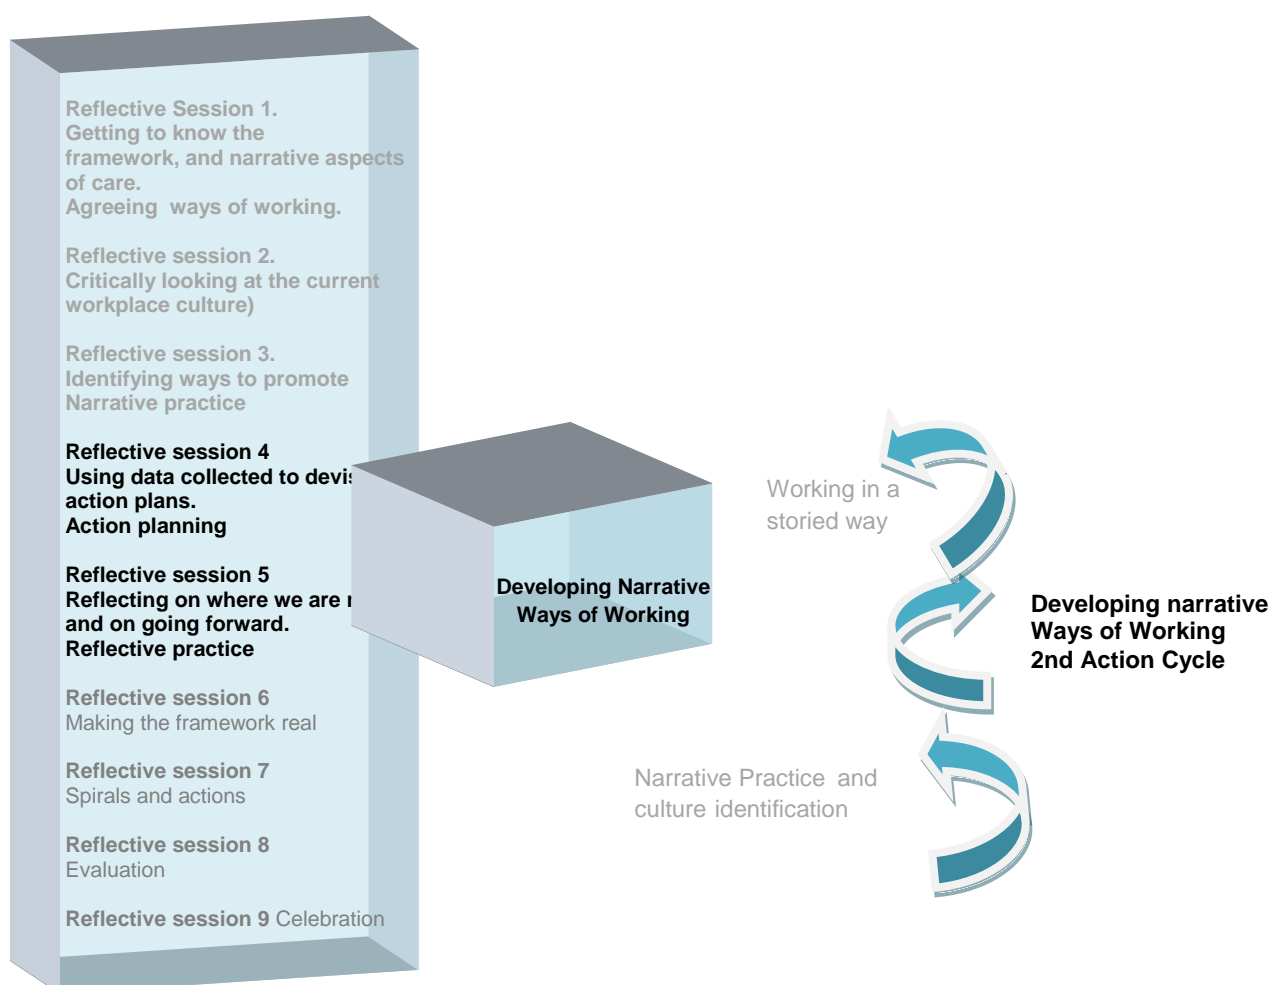 Reflective Session 1.
Getting to know the
framework, and narrative aspects
of care.
Agreeing ways of working.
Reflective session 2.
Critically looking at the current
workplace culture)
Reflective session 3.
Identifying ways to promote
Narrative practice
Reflective session 4
Using data collected to
action plans.
Action planning
Reflective session 5
Reflecting on where we are
and on going forward.
Reflective practice
Reflective session 6
Making the framework real
Reflective session 7
Spirals and actions
Reflective session 8
Evaluation
Reflective session 9 Celebration
Developing Narrative
Ways of Working
Working in a
storied way
Developing narrative
Ways of Working
2nd Action Cycle
Narrative Practice and
culture identification